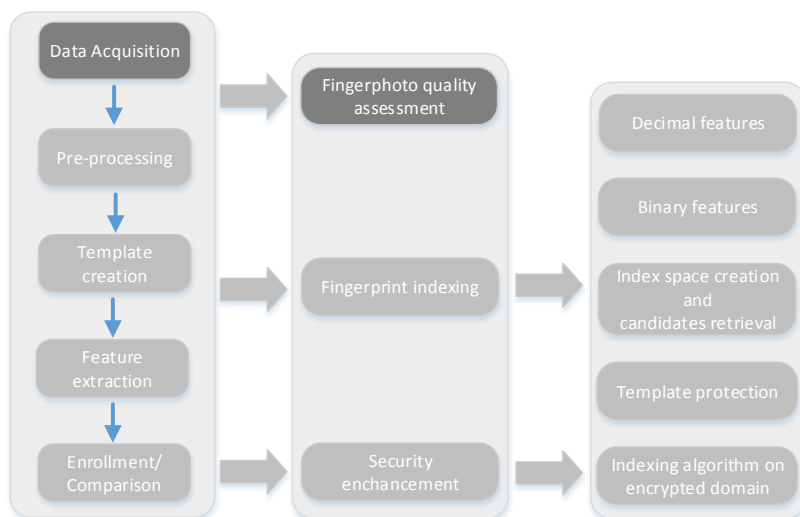 Data Acquisition
Pre-processing
Template
creation
Feature
extraction
Enrollment/
Comparison
Fingerphoto quality
assessment
Fingerprint indexing
Security
enchancement
Decimal features
Binary features
Index space creation
and
candidates retrieval
Template protection
Indexing algorithm on
encrypted domain